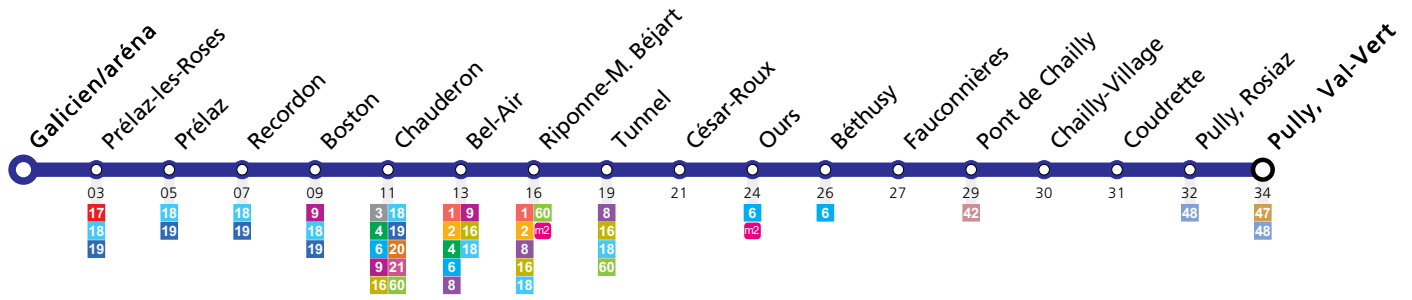 Galicien/aréna
Prélaz-les-Roses
Prélaz
Recordon
Boston
Chauderon
Bel-Air
Riponne-M. Béjart
Tunnel
César-Roux
Ours
Béthusy
Fauconnières
Pont de Chailly
Chailly-Village
Coudrette
Pully, Rosiaz
Pully, Val-Vert
03 05 07 09 11 13 16 19 21 24 26 27 29 30 31 32 34
17 18 18 9 3 18 1 9 1 60 8 6 6 42 48 47
18 19 19 18 4 19 2 16 2 m2 16 m2 48
19 19 6 20 4 18 8 18
9 21 6 16 60
16 60 8 18